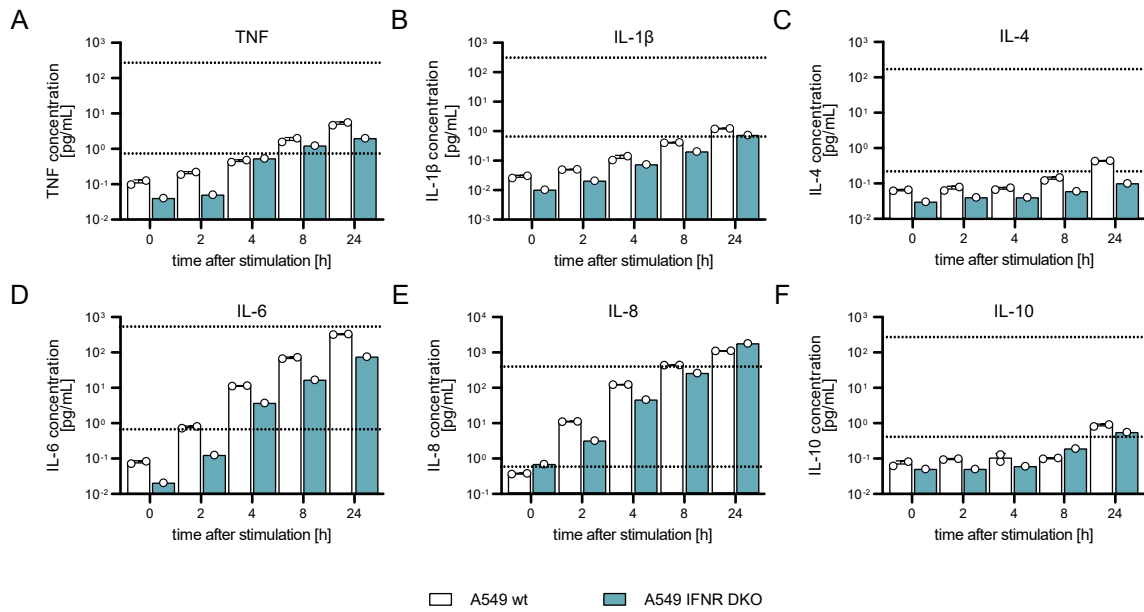 A
TNF
TNF concentration
[pg/mL]
10³
10²
10¹
10⁰
10⁻¹
10⁻²
0 2 4 8 24
time after stimulation [h]
B
IL-1β
IL-1β concentration
[pg/mL]
10³
10²
10¹
10⁰
10⁻¹
10⁻²
10⁻³
0 2 4 8 24
time after stimulation [h]
C
IL-4
IL-4 concentration
[pg/mL]
10³
10²
10¹
10⁰
10⁻¹
10⁻²
0 2 4 8 24
time after stimulation [h]
D
IL-6
IL-6 concentration
[pg/mL]
10³
10²
10¹
10⁰
10⁻¹
10⁻²
0 2 4 8 24
time after stimulation [h]
E
IL-8
IL-8 concentration
[pg/mL]
10⁴
10³
10²
10¹
10⁰
10⁻¹
0 2 4 8 24
time after stimulation [h]
F
IL-10
IL-10 concentration
[pg/mL]
10³
10²
10¹
10⁰
10⁻¹
10⁻²
0 2 4 8 24
time after stimulation [h]
A549 wt
A549 IFNR DKO